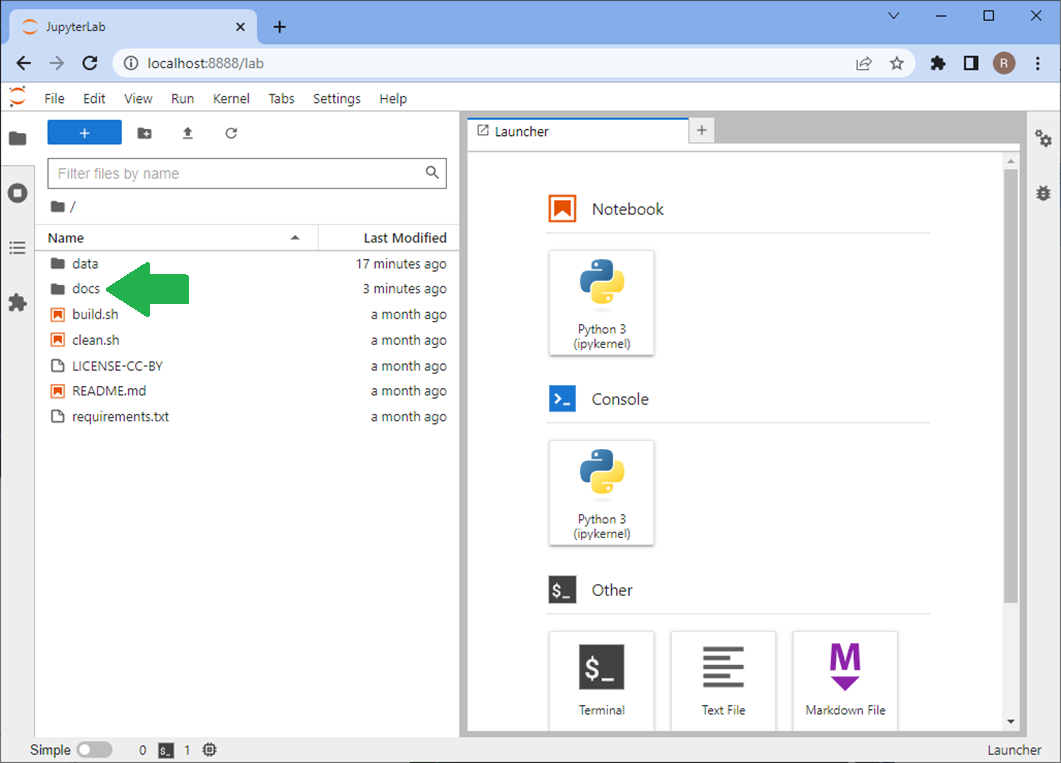 JupyterLab
localhost:8888/lab
R
File Edit View Run Kernel Tabs Settings Help
Launcher
Filter files by name
/
Name Last Modified
data 17 minutes ago
docs 3 minutes ago
build.sh a month ago
clean.sh a month ago
LICENSE-CC-BY a month ago
README.md a month ago
requirements.txt a month ago
Notebook
Python 3
(ipykernel)
Console
Python 3
(ipykernel)
$_ Other
$_
Terminal
Text File
M
Markdown File
Simple 0 $_ 1 Launcher